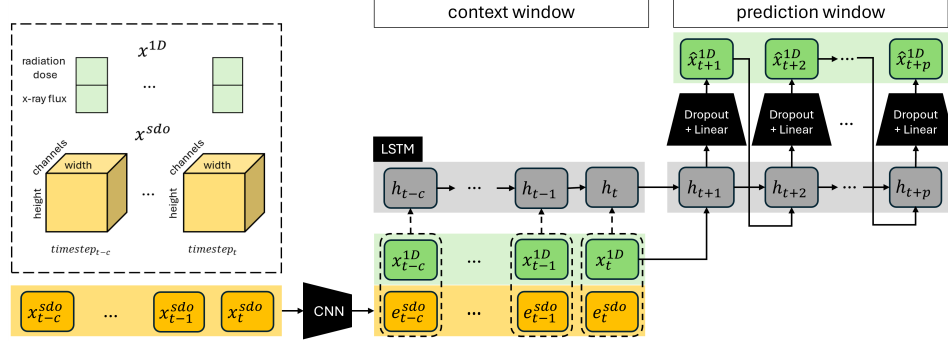 context window
prediction window
x^{1D}
radiation
dose
x-ray flux
...
x^{sdo}
channels
width
height
...
channels
width
height
timestep_{t-c}
timestep_t
x̂^{1D}_{t+1}
x̂^{1D}_{t+2}
...
x̂^{1D}_{t+p}
Dropout
+ Linear
Dropout
+ Linear
...
Dropout
+ Linear
LSTM
h_{t-c}
...
h_{t-1}
h_t
h_{t+1}
h_{t+2}
...
h_{t+p}
x^{1D}_{t-c}
...
x^{1D}_{t-1}
x^{1D}_t
x^{sdo}_{t-c}
...
x^{sdo}_{t-1}
x^{sdo}_t
CNN
e^{sdo}_{t-c}
...
e^{sdo}_{t-1}
e^{sdo}_t